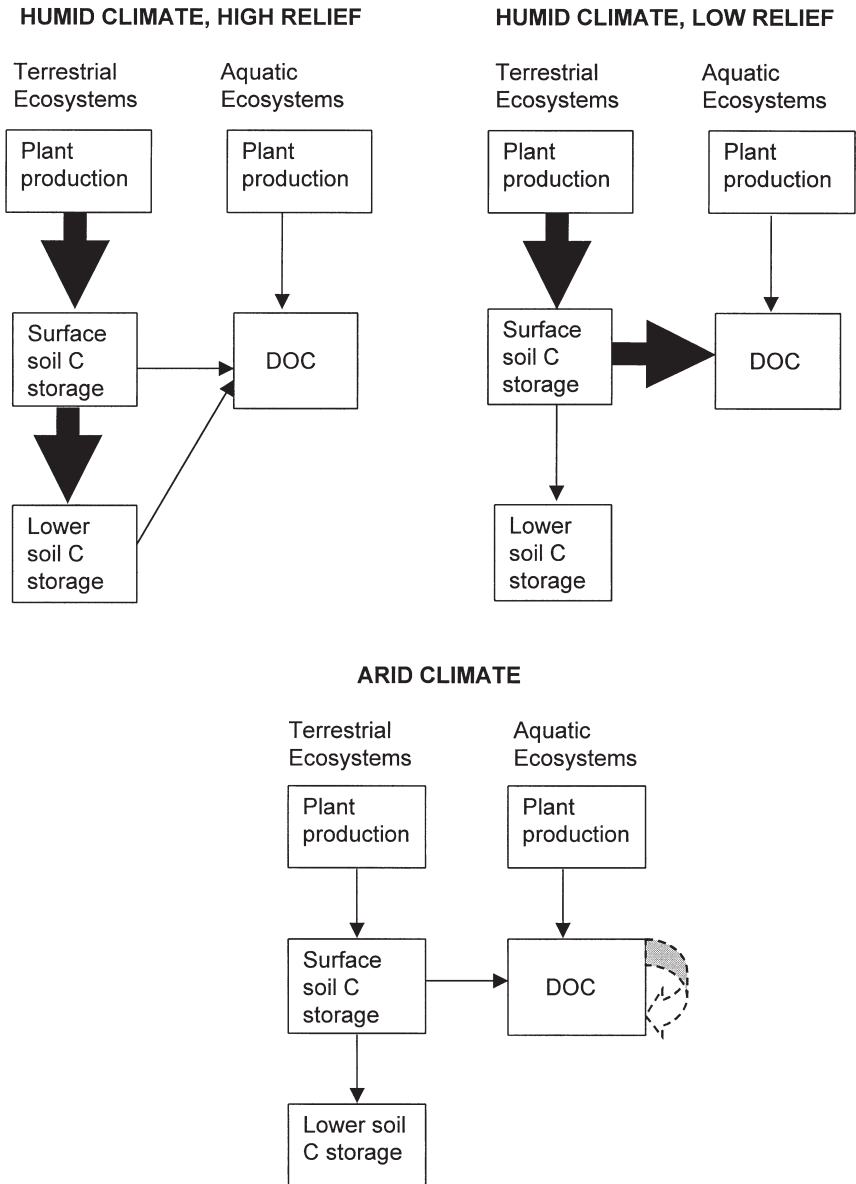 HUMID CLIMATE, HIGH RELIEF
Terrestrial
Ecosystems
Aquatic
Ecosystems
Plant
production
Plant
production
Surface
soil C
storage
DOC
Lower
soil C
storage
HUMID CLIMATE, LOW RELIEF
Terrestrial
Ecosystems
Aquatic
Ecosystems
Plant
production
Plant
production
Surface
soil C
storage
DOC
Lower
soil C
storage
ARID CLIMATE
Terrestrial
Ecosystems
Aquatic
Ecosystems
Plant
production
Plant
production
Surface
soil C
storage
DOC
Lower soil
C storage